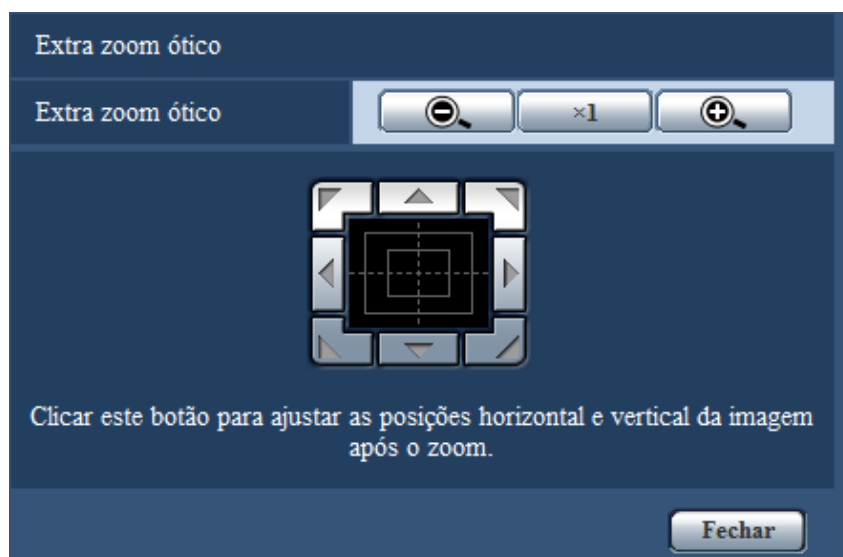 Extra zoom ótico
Extra zoom ótico
×1
Clicar este botão para ajustar as posições horizontal e vertical da imagem
após o zoom.
Fechar